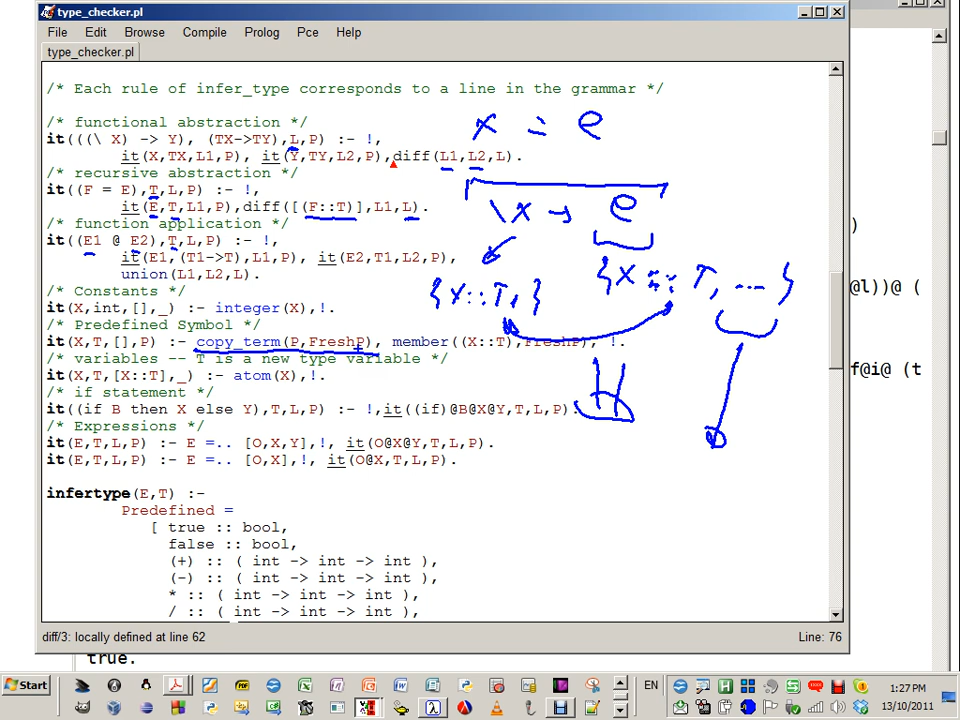 type_checker.pl
File Edit Browse Compile Prolog Pce Help
type_checker.pl
/* Each rule of infer_type corresponds to a line in the grammar */
/* functional abstraction */
it(((\ X) -> Y), (TX->TY),L,P) :- !,
it(X,TX,L1,P), it(Y,TY,L2,P),diff(L1,L2,L).
/* recursive abstraction */
it((F = E),T,L,P) :- !,
it(E,T,L1,P),diff([(F::T)],L1,L).
/* function application */
it((E1 @ E2),T,L,P) :- !,
it(E1,(T1->T),L1,P), it(E2,T1,L2,P),
union(L1,L2,L).
/* Constants */
it(X,int,[],_) :- integer(X),!.
/* Predefined Symbol */
it(X,T,[],P) :- copy_term(P,FreshP), member((X::T),FreshP), !.
/* variables -- T is a new type variable */
it(X,T,[X::T],_) :- atom(X),!.
/* if statement */
it((if B then X else Y),T,L,P) :- !,it((if)@B@X@Y,T,L,P).
/* Expressions */
it(E,T,L,P) :- E =.. [O,X,Y],!, it(O@X@Y,T,L,P).
it(E,T,L,P) :- E =.. [O,X],!, it(O@X,T,L,P).
infertype(E,T) :-
Predefined =
[ true :: bool,
false :: bool,
(+) :: ( int -> int -> int ),
(-) :: ( int -> int -> int ),
* :: ( int -> int -> int ),
/ :: ( int -> int -> int ),
x = e
\x → e
{x::T,}
{x :: T, ... }
)
@l))@ (
f@i@ (t
diff/3: locally defined at line 62
Line: 76
true.
Start
EN
1:27 PM
13/10/2011